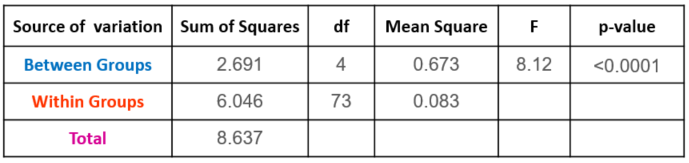 Source of variation Sum of Squares df Mean Square F p-value
Between Groups 2.691 4 0.673 8.12 <0.0001
Within Groups 6.046 73 0.083
Total 8.637